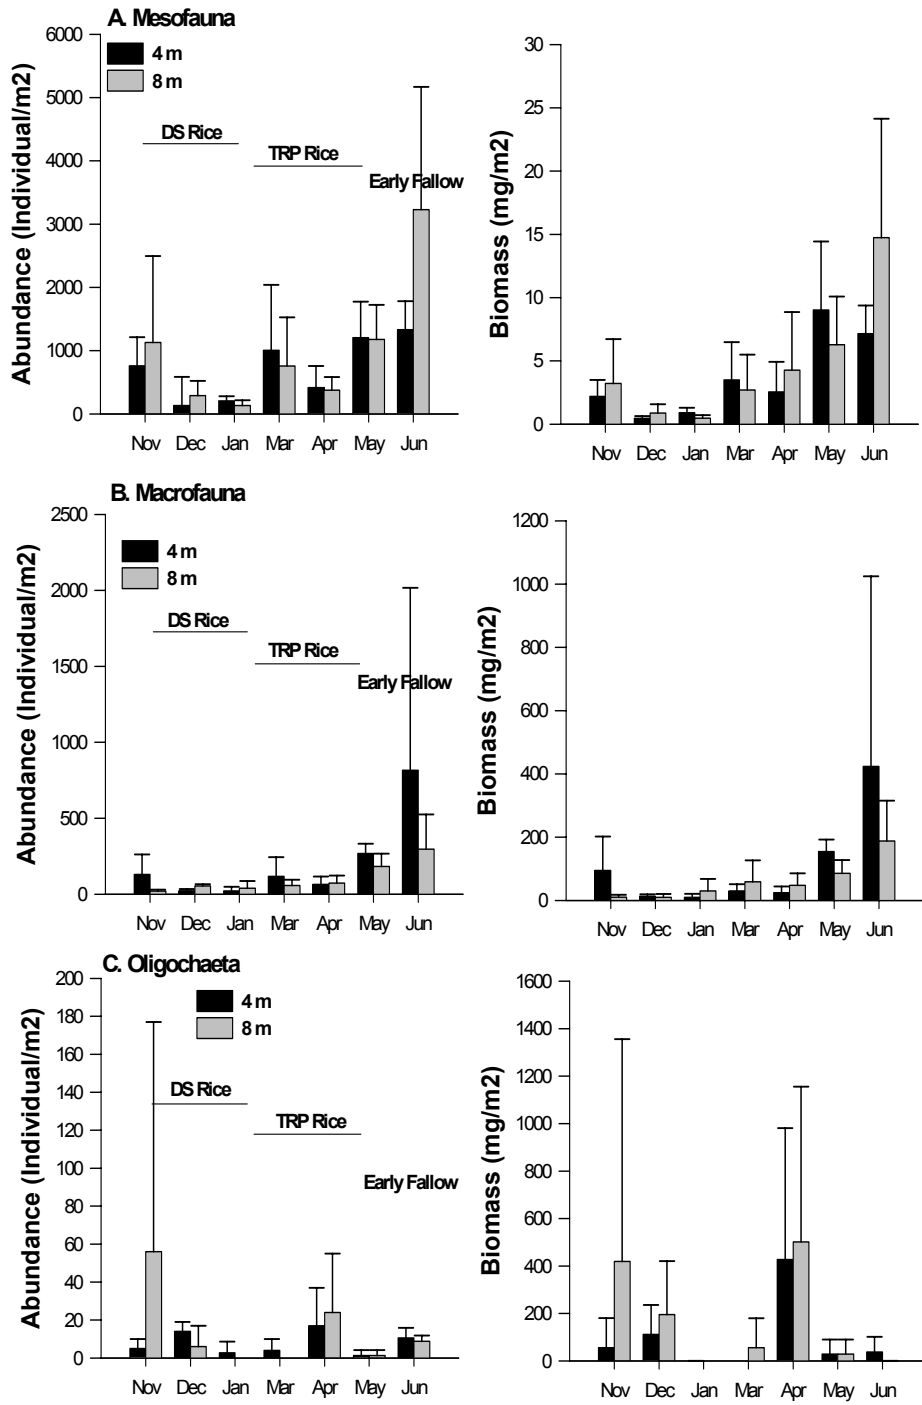 A. Mesofauna
Abundance (Individual/m2)
6000
5000
4000
3000
2000
1000
0
4 m
8 m
DS Rice
TRP Rice
Early Fallow
Nov Dec Jan Mar Apr May Jun
Biomass (mg/m2)
30
25
20
15
10
5
0
Nov Dec Jan Mar Apr May Jun
B. Macrofauna
Abundance (Individual/m2)
2500
2000
1500
1000
500
0
4 m
8 m
DS Rice
TRP Rice
Early Fallow
Nov Dec Jan Mar Apr May Jun
Biomass (mg/m2)
1200
1000
800
600
400
200
0
Nov Dec Jan Mar Apr May Jun
C. Oligochaeta
Abundance (Individual/m2)
200
180
160
140
120
100
80
60
40
20
0
4 m
8 m
DS Rice
TRP Rice
Early Fallow
Nov Dec Jan Mar Apr May Jun
Biomass (mg/m2)
1600
1400
1200
1000
800
600
400
200
0
Nov Dec Jan Mar Apr May Jun